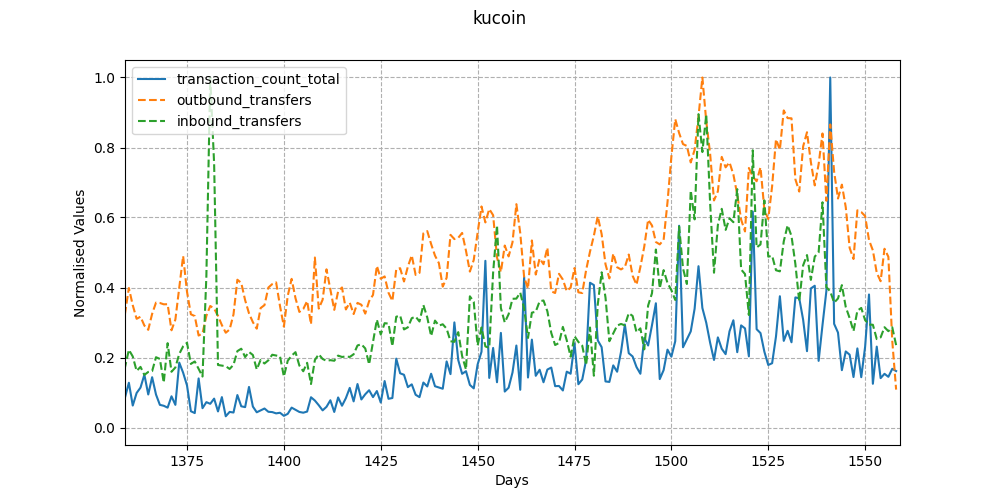 kucoin
transaction_count_total
outbound_transfers
inbound_transfers
Normalised Values
1.0
0.8
0.6
0.4
0.2
0.0
1375 1400 1425 1450 1475 1500 1525 1550
Days